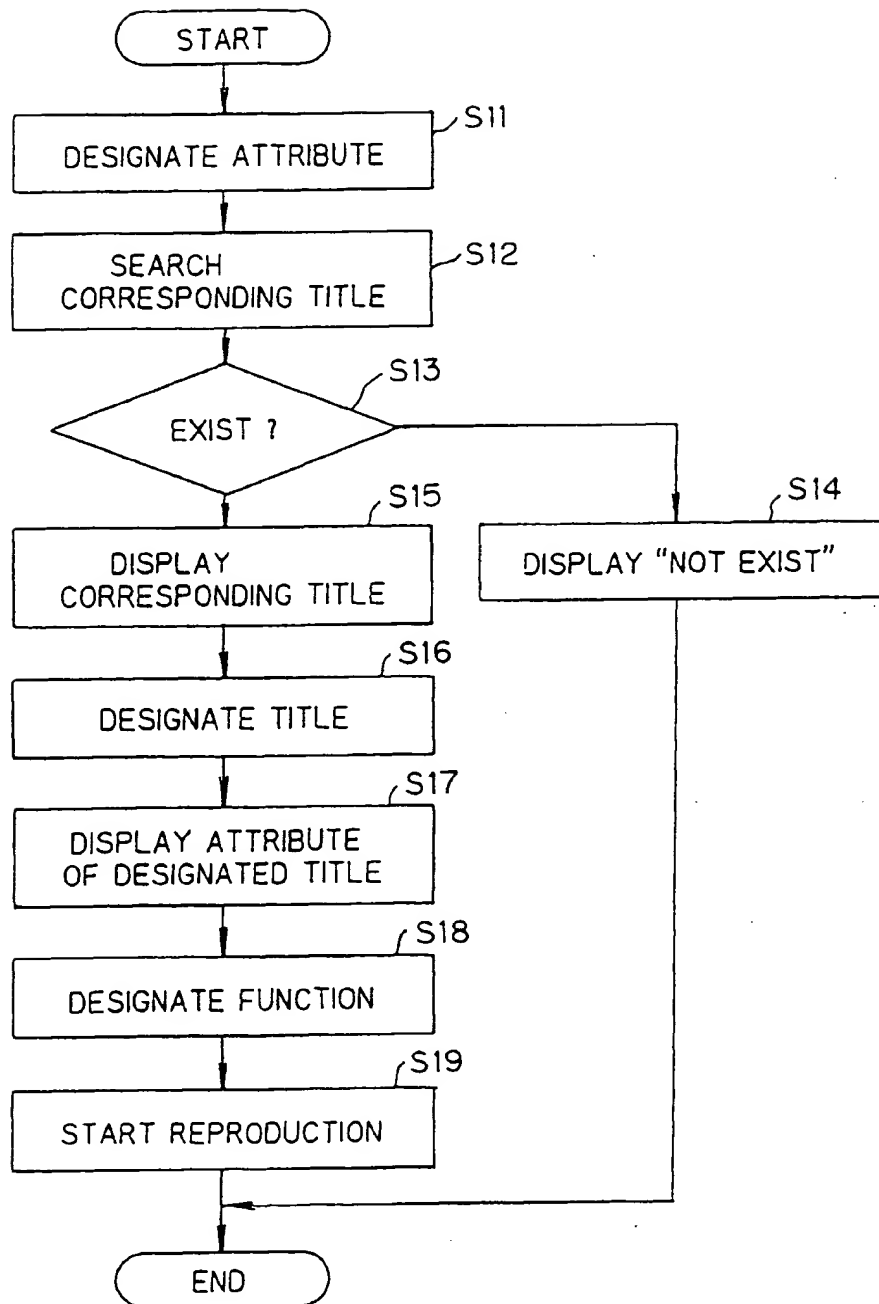 START
S11
DESIGNATE ATTRIBUTE
S12
SEARCH
CORRESPONDING TITLE
S13
EXIST ?
S15
DISPLAY
CORRESPONDING TITLE
S14
DISPLAY "NOT EXIST"
S16
DESIGNATE TITLE
S17
DISPLAY ATTRIBUTE
OF DESIGNATED TITLE
S18
DESIGNATE FUNCTION
S19
START REPRODUCTION
END